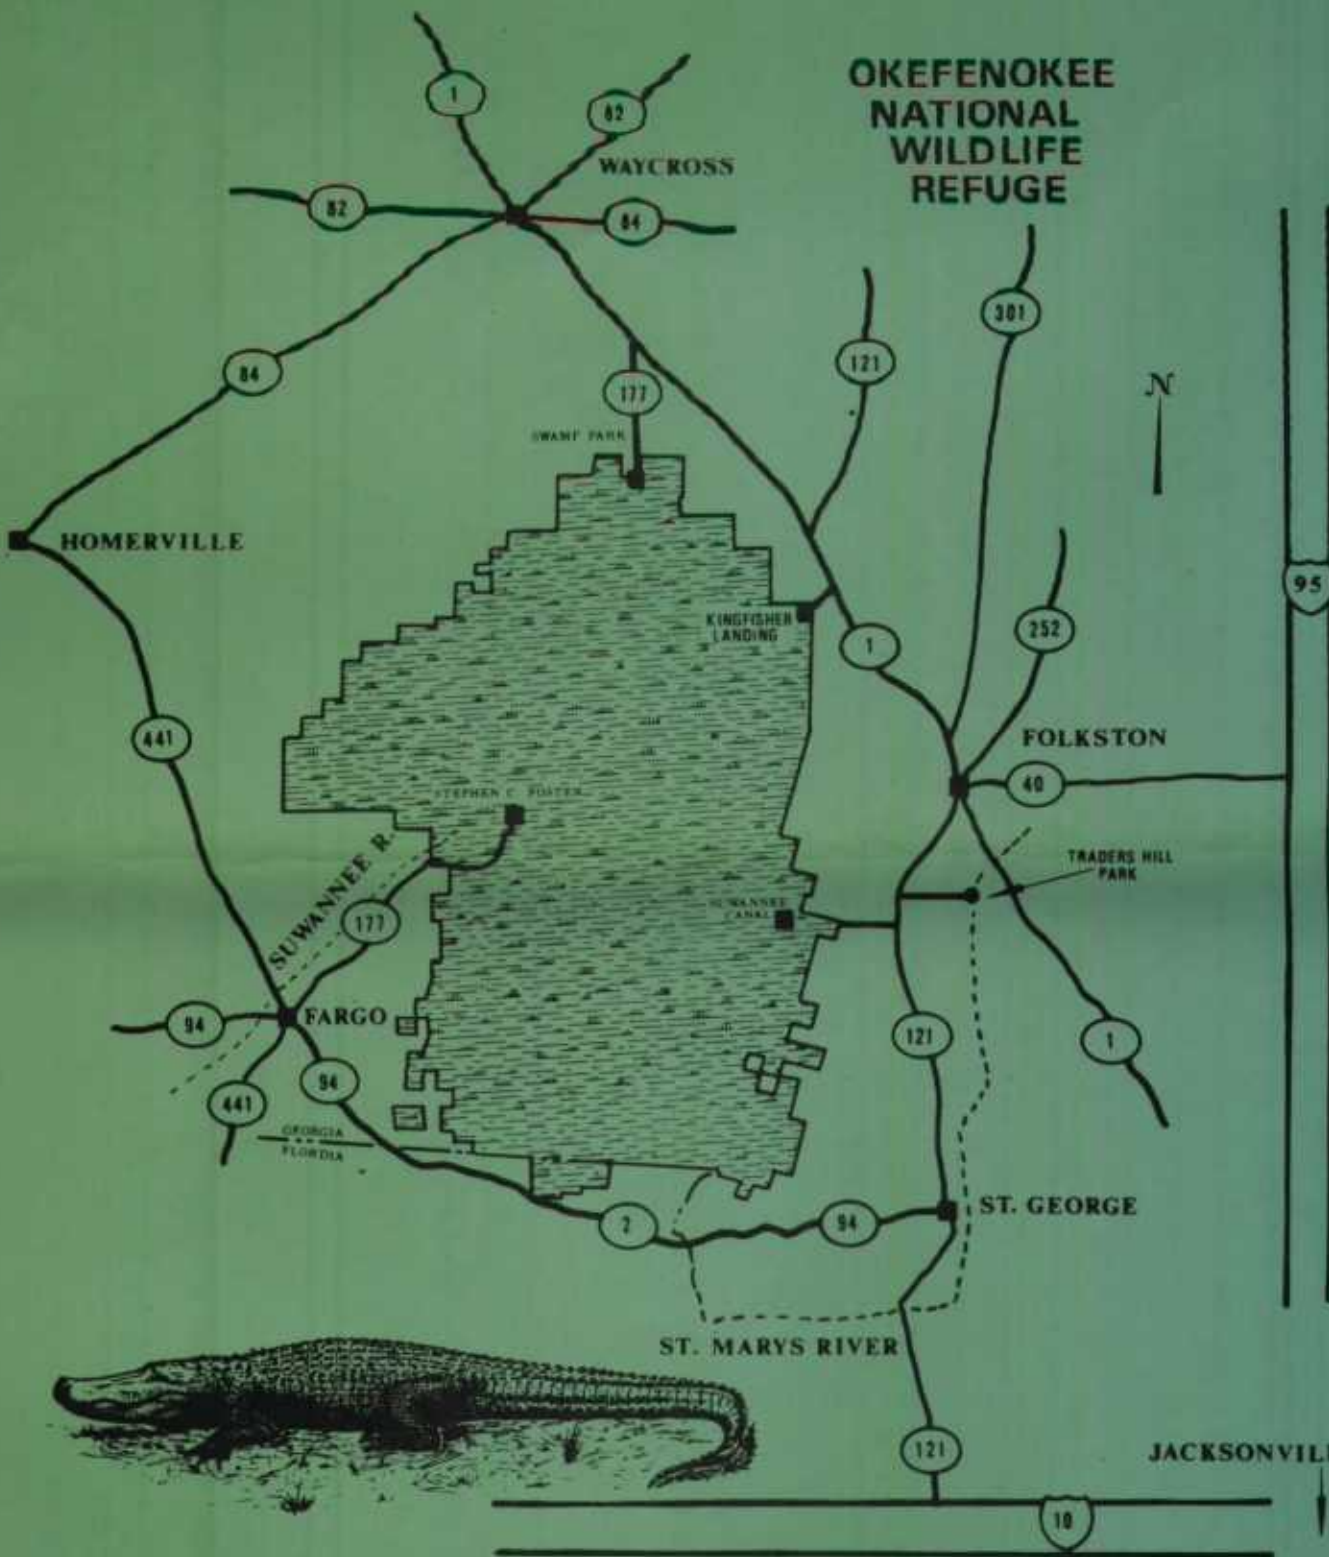 OKEFENOKEE
NATIONAL
WILDLIFE
REFUGE
1
82
WAYCROSS
82
84
301
121
84
177
N
SWAMP PARK
HOMERVILLE
95
KINGFISHER
LANDING
252
1
441
FOLKSTON
40
STEPHEN C. FOSTER
TRADERS HILL
PARK
SUWANNEE R.
SUWANNEE
CANAL
177
94
FARGO
121
1
94
441
GEORGIA
FLORDIA
ST. GEORGE
2
94
ST. MARYS RIVER
121
JACKSONVIL
10